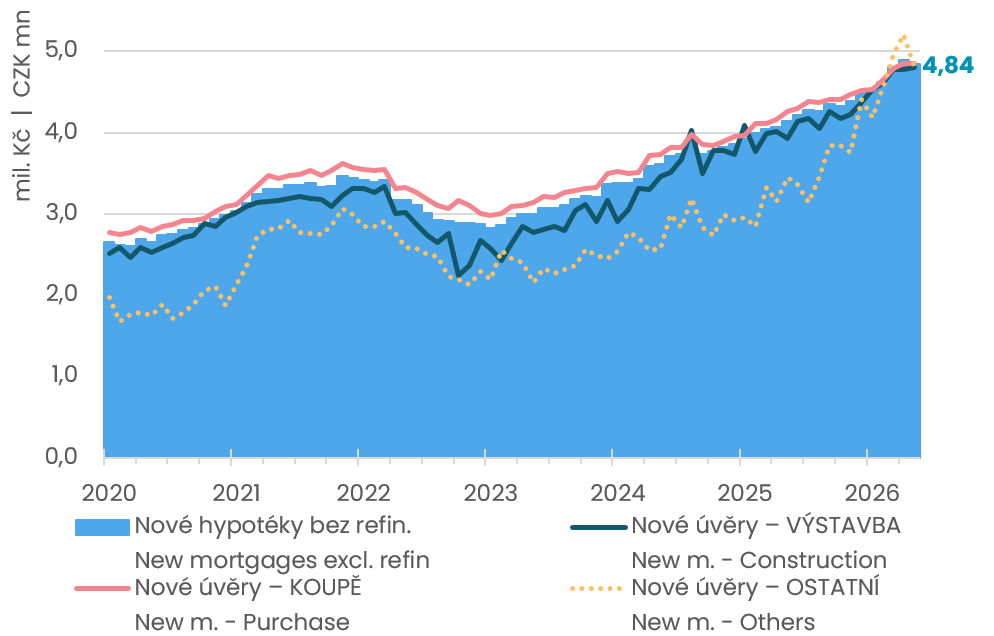 mil. Kč | CZK mn
5,0
4,0
3,0
2,0
1,0
0,0
4,84
2020 2021 2022 2023 2024 2025 2026
Nové hypotéky bez refin.
New mortgages excl. refin
Nové úvěry – VÝSTAVBA
New m. - Construction
Nové úvěry – KOUPĚ
New m. - Purchase
Nové úvěry – OSTATNÍ
New m. - Others